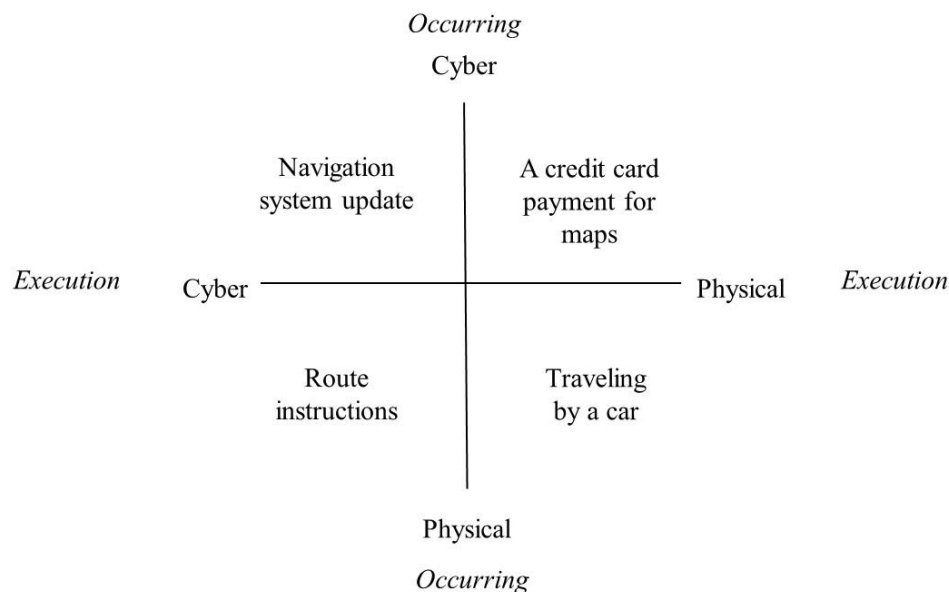 Occurring
Cyber
Navigation
system update
A credit card
payment for
maps
Execution
Cyber
Physical
Execution
Route
instructions
Traveling
by a car
Physical
Occurring